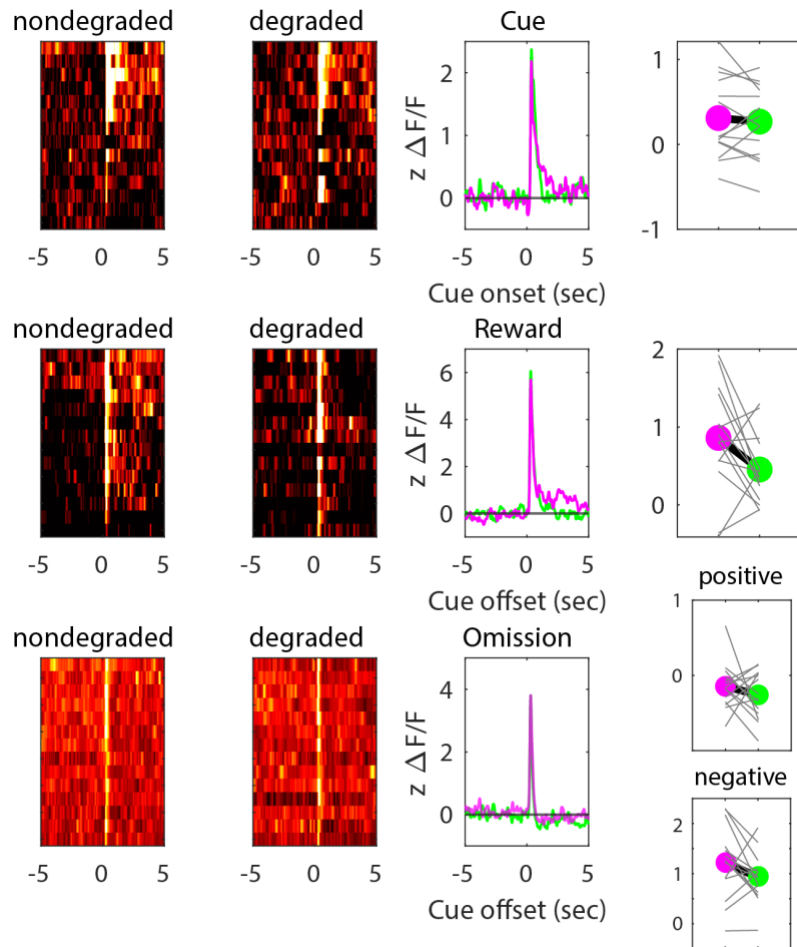 nondegraded degraded Cue
2
1
0
z ΔF/F
1
0
-1
-5 0 5 -5 0 5 -5 0 5
Cue onset (sec)
nondegraded degraded Reward
6
4
2
0
z ΔF/F
2
1
0
-5 0 5 -5 0 5 -5 0 5
Cue offset (sec)
positive
1
0
nondegraded degraded Omission
4
2
0
z ΔF/F
negative
2
1
0
-5 0 5 -5 0 5 -5 0 5
Cue offset (sec)